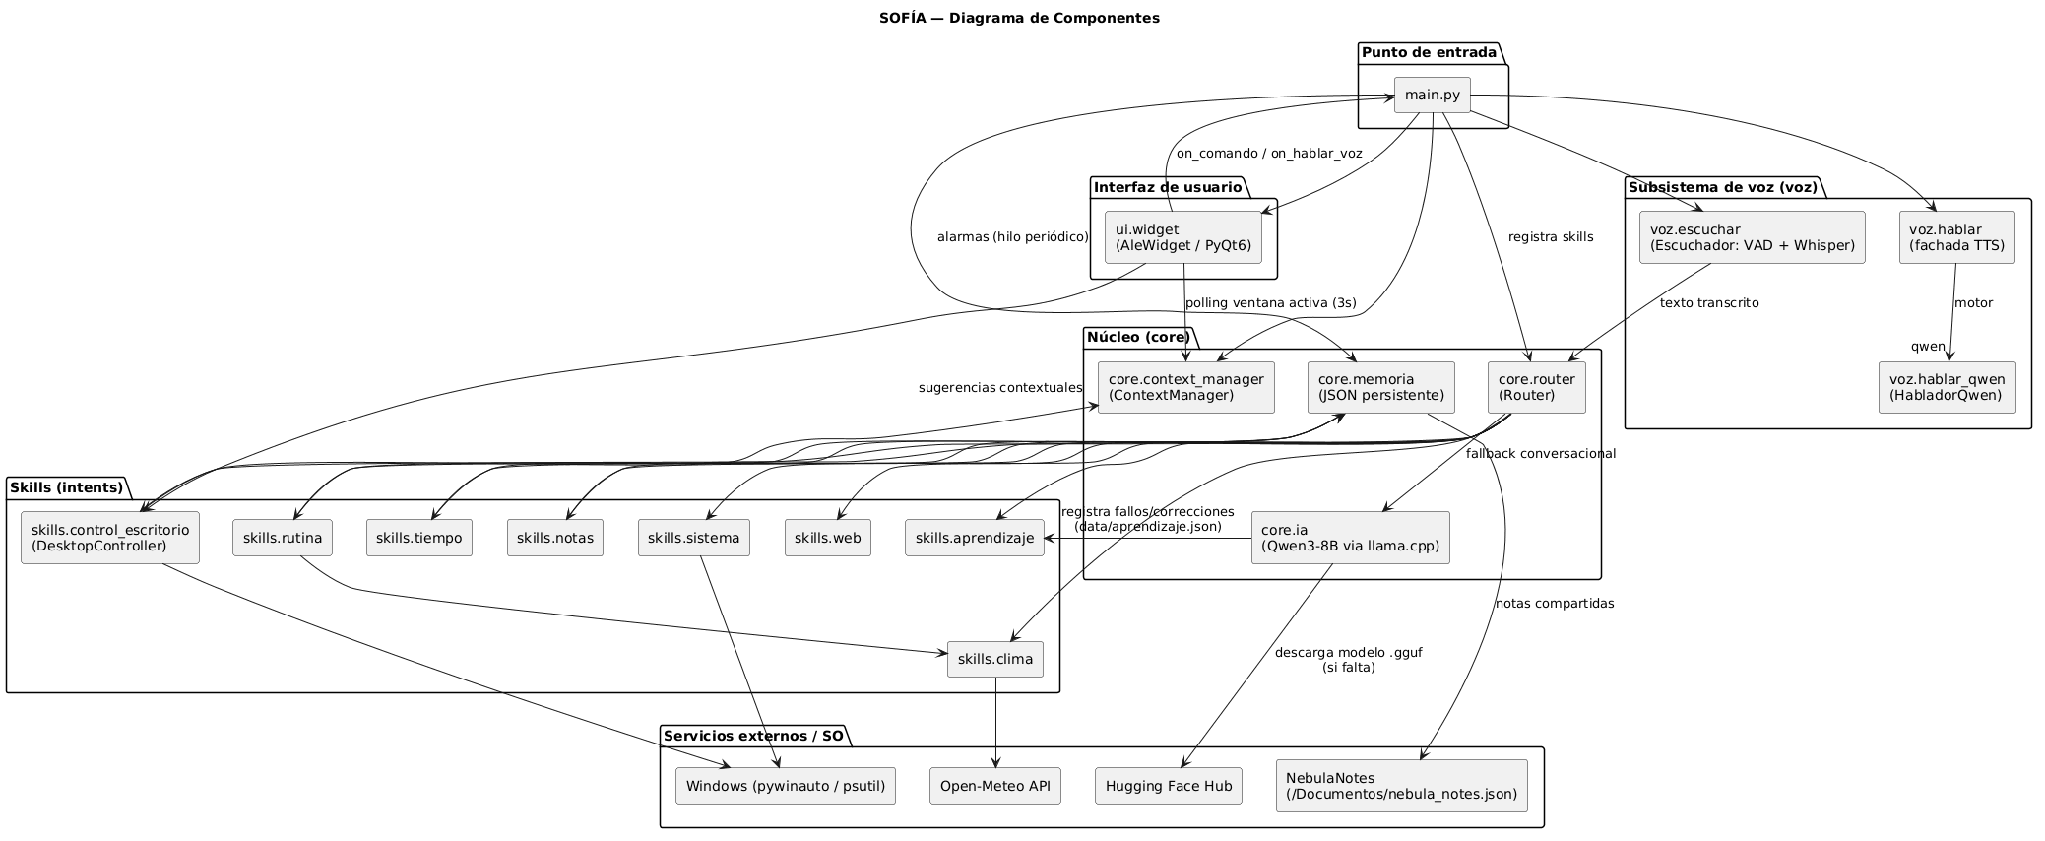 SOFÍA — Diagrama de Componentes
Punto de entrada
main.py
on_comando / on_hablar_voz
Interfaz de usuario
ui.widget
(AleWidget / PyQt6)
Subsistema de voz (voz)
voz.escuchar
(Escuchador: VAD + Whisper)
voz.hablar
(fachada TTS)
alarmas (hilo periódico)
registra skills
polling ventana activa (3s)
texto transcrito
motor
qwen
voz.hablar_qwen
(HabladorQwen)
Núcleo (core)
core.context_manager
(ContextManager)
core.memoria
(JSON persistente)
core.router
(Router)
sugerencias contextuales
fallback conversacional
Skills (intents)
skills.control_escritorio
(DesktopController)
skills.rutina
skills.tiempo
skills.notas
skills.sistema
skills.web
skills.aprendizaje
registra fallos/correcciones
(data/aprendizaje.json)
core.ia
(Qwen3-8B via llama.cpp)
notas compartidas
skills.clima
descarga modelo .gguf
(si falta)
Servicios externos / SO
Windows (pywinauto / psutil)
Open-Meteo API
Hugging Face Hub
NebulaNotes
(/Documentos/nebula_notes.json)